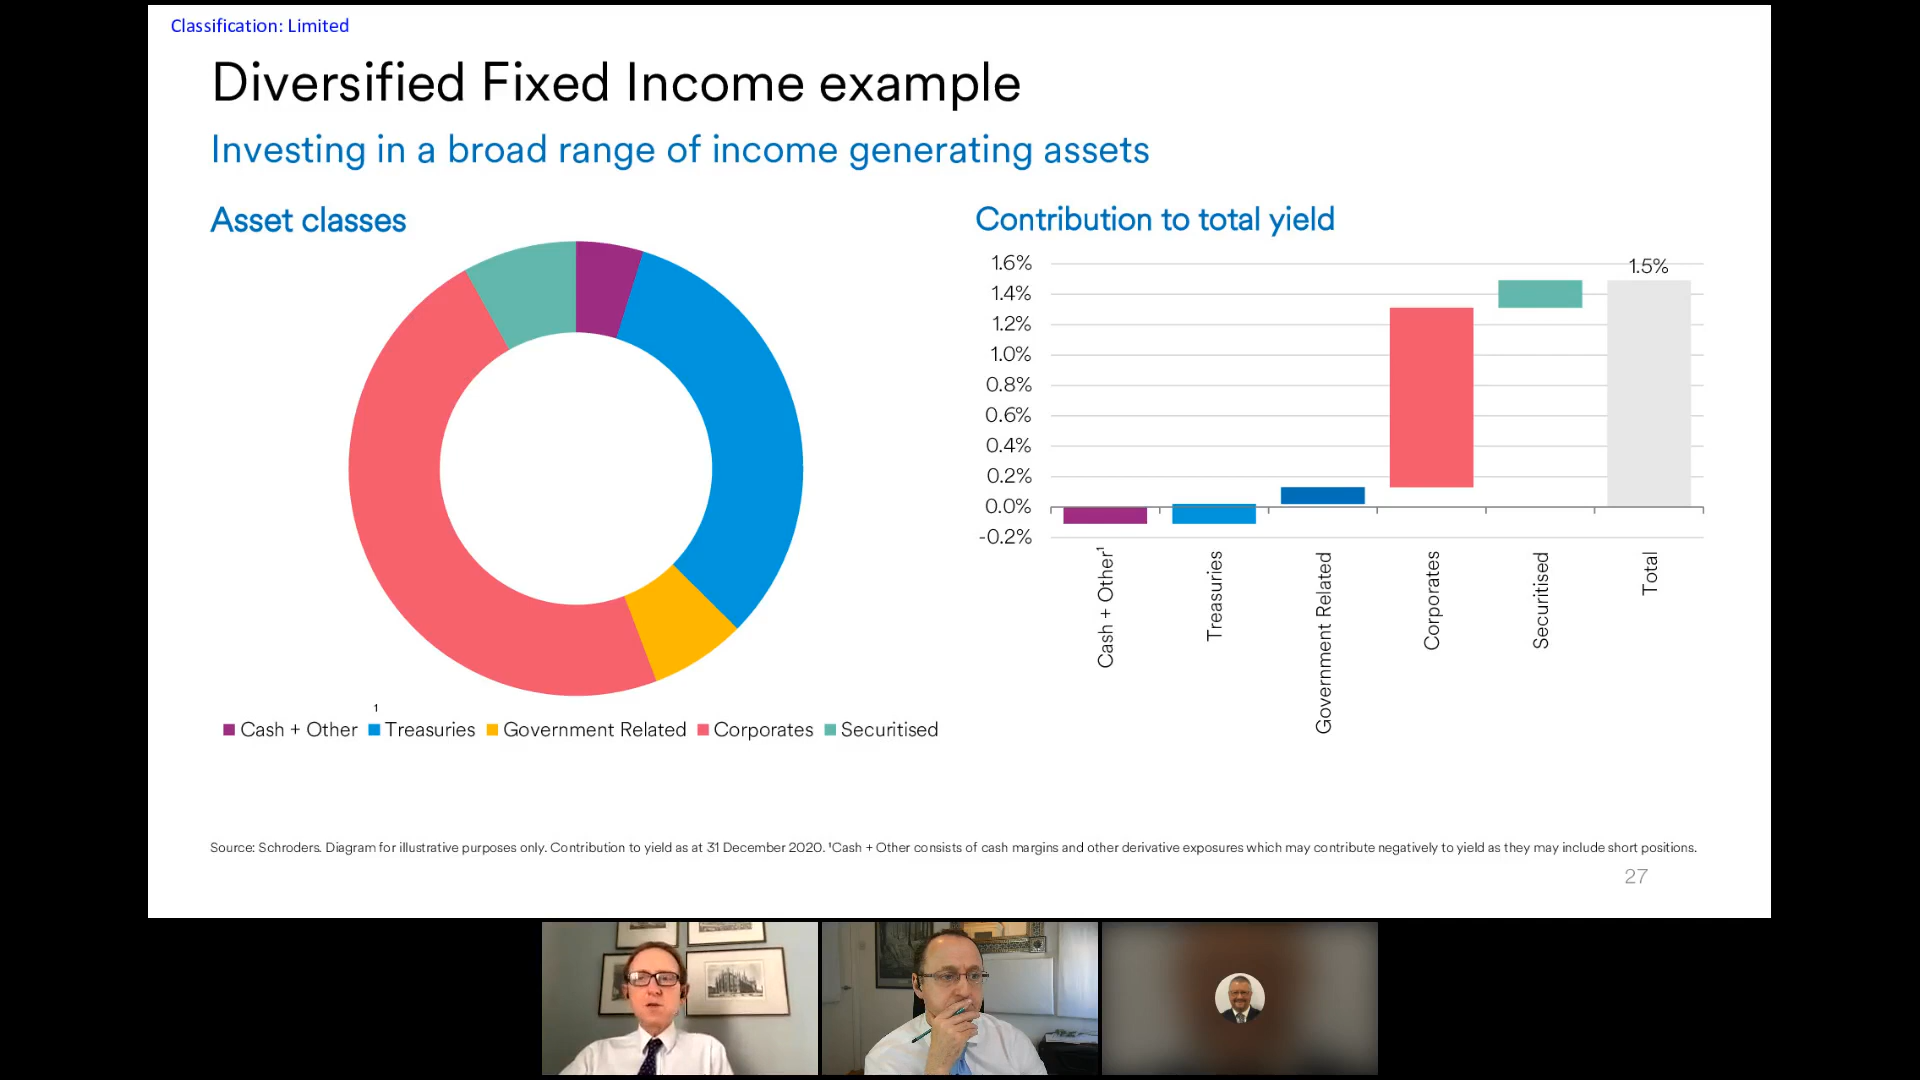 Classification: Limited
Diversified Fixed Income example
Investing in a broad range of income generating assets
Asset classes
1
Cash + Other Treasuries Government Related Corporates Securitised
Contribution to total yield
1.6%
1.4%
1.2%
1.0%
0.8%
0.6%
0.4%
0.2%
0.0%
-0.2%
1.5%
Cash + Other¹
Treasuries
Government Related
Corporates
Securitised
Total
Source: Schroders. Diagram for illustrative purposes only. Contribution to yield as at 31 December 2020. ¹Cash + Other consists of cash margins and other derivative exposures which may contribute negatively to yield as they may include short positions.
27